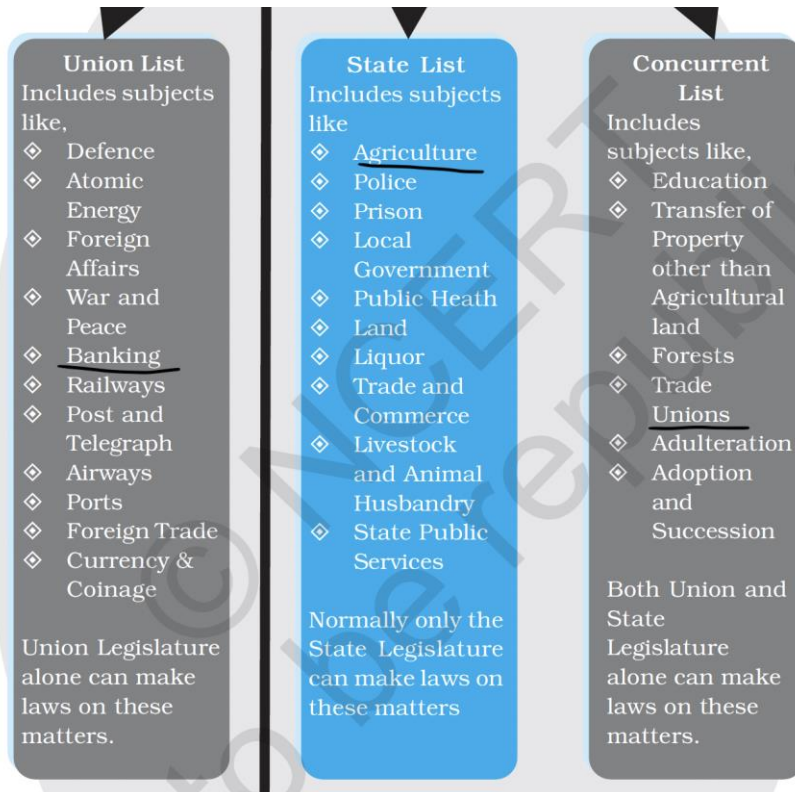 Union List
Includes subjects
like,
Defence
Atomic
Energy
Foreign
Affairs
War and
Peace
Banking
Railways
Post and
Telegraph
Airways
Ports
Foreign Trade
Currency &
Coinage
Union Legislature
alone can make
laws on these
matters.
State List
Includes subjects
like
Agriculture
Police
Prison
Local
Government
Public Heath
Land
Liquor
Trade and
Commerce
Livestock
and Animal
Husbandry
State Public
Services
Normally only the
State Legislature
can make laws on
these matters
Concurrent
List
Includes
subjects like,
Education
Transfer of
Property
other than
Agricultural
land
Forests
Trade
Unions
Adulteration
Adoption
and
Succession
Both Union and
State
Legislature
alone can make
laws on these
matters.
© NCERT
to be republi